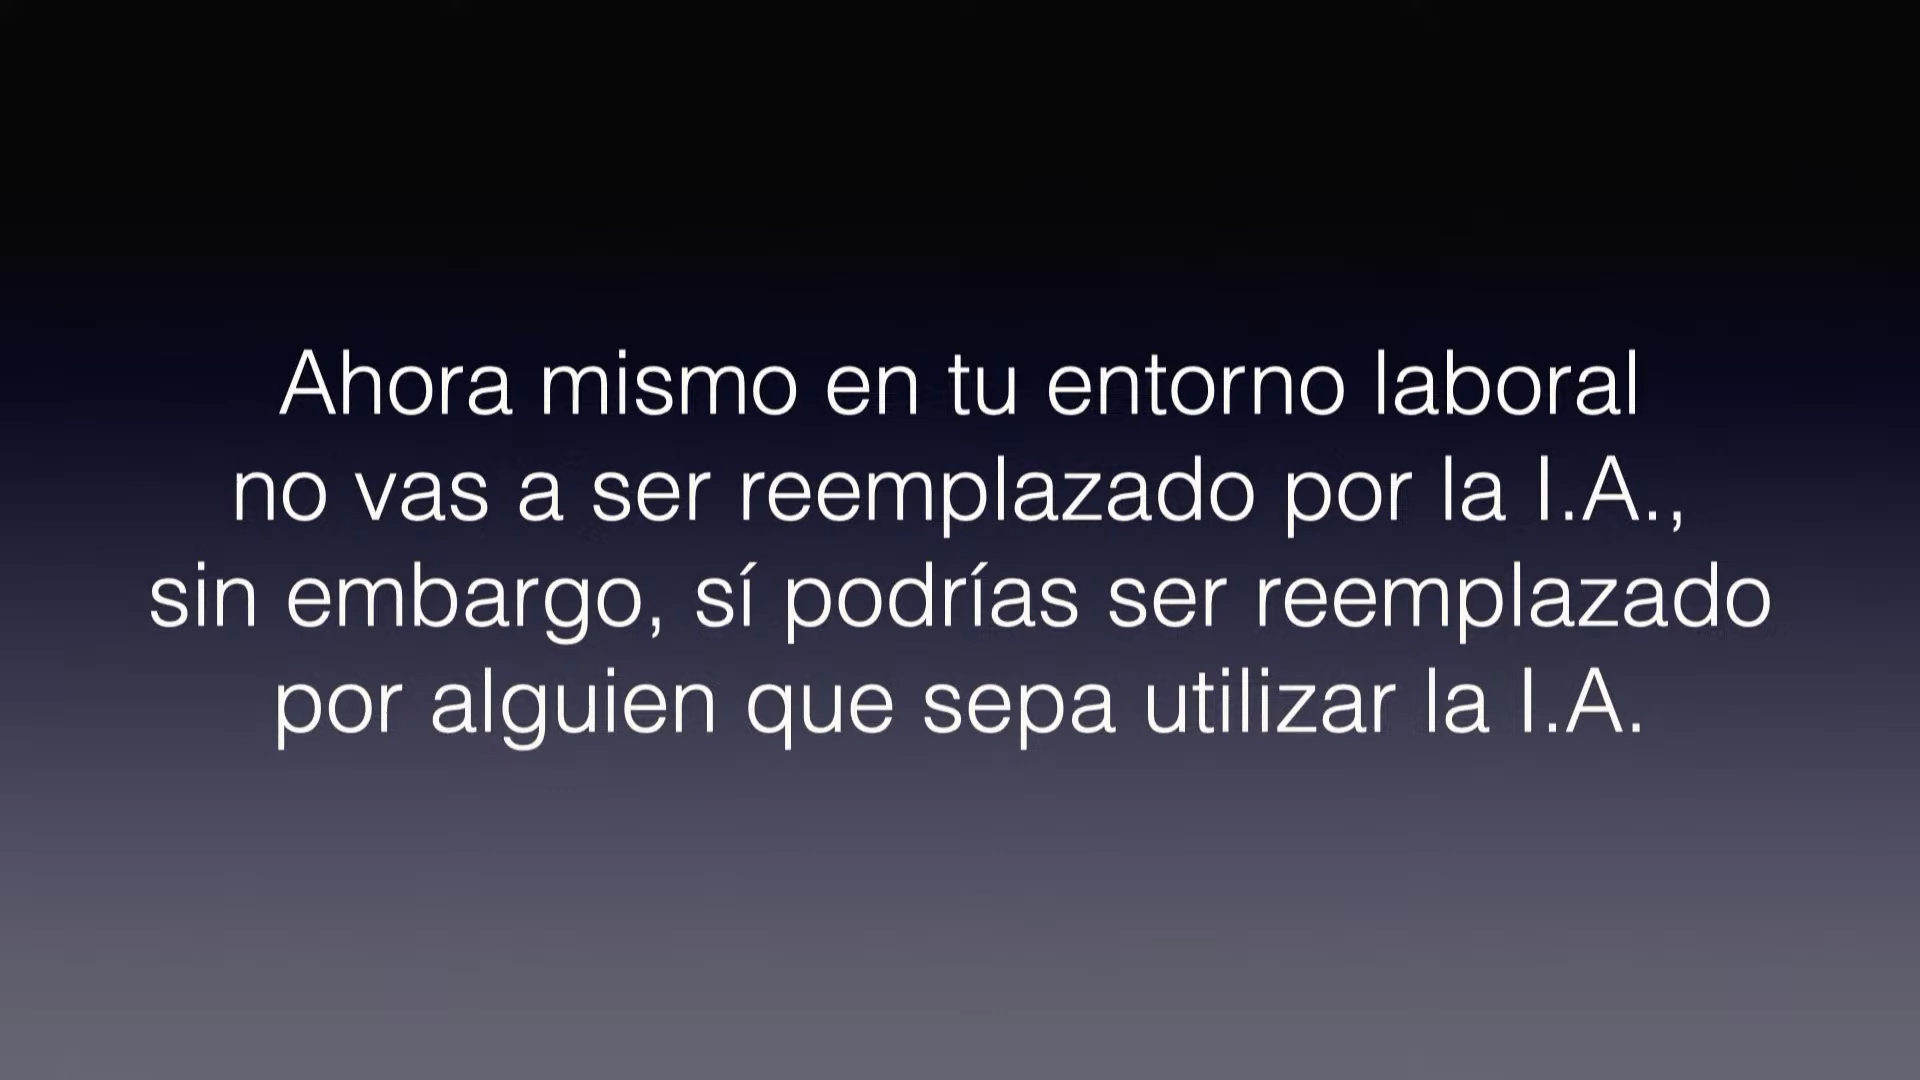 Ahora mismo en tu entorno laboral
no vas a ser reemplazado por la I.A.,
sin embargo, sí podrías ser reemplazado
por alguien que sepa utilizar la I.A.